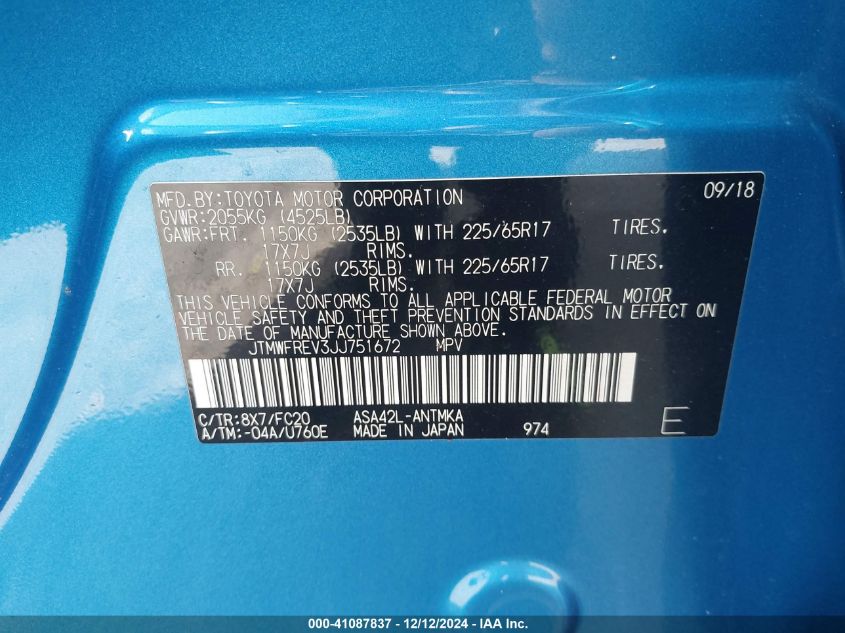 MFD.BY:TOYOTA MOTOR CORPORATION 09/18
GVWR:2055KG (4525LB)
GAWR:FRT. 1150KG (2535LB) WITH 225/65R17 TIRES.
17X7J RIMS.
RR. 1150KG (2535LB) WITH 225/65R17 TIRES.
17X7J RIMS.
THIS VEHICLE CONFORMS TO ALL APPLICABLE FEDERAL MOTOR
VEHICLE SAFETY AND THEFT PREVENTION STANDARDS IN EFFECT ON
THE DATE OF MANUFACTURE SHOWN ABOVE.
JTMWFREV3JJ751672 MPV
C/TR:8X7/FC20 ASA42L-ANTMKA
A/TM:-04A/U760E MADE IN JAPAN 974 E
000-41087837 - 12/12/2024 - IAA Inc.